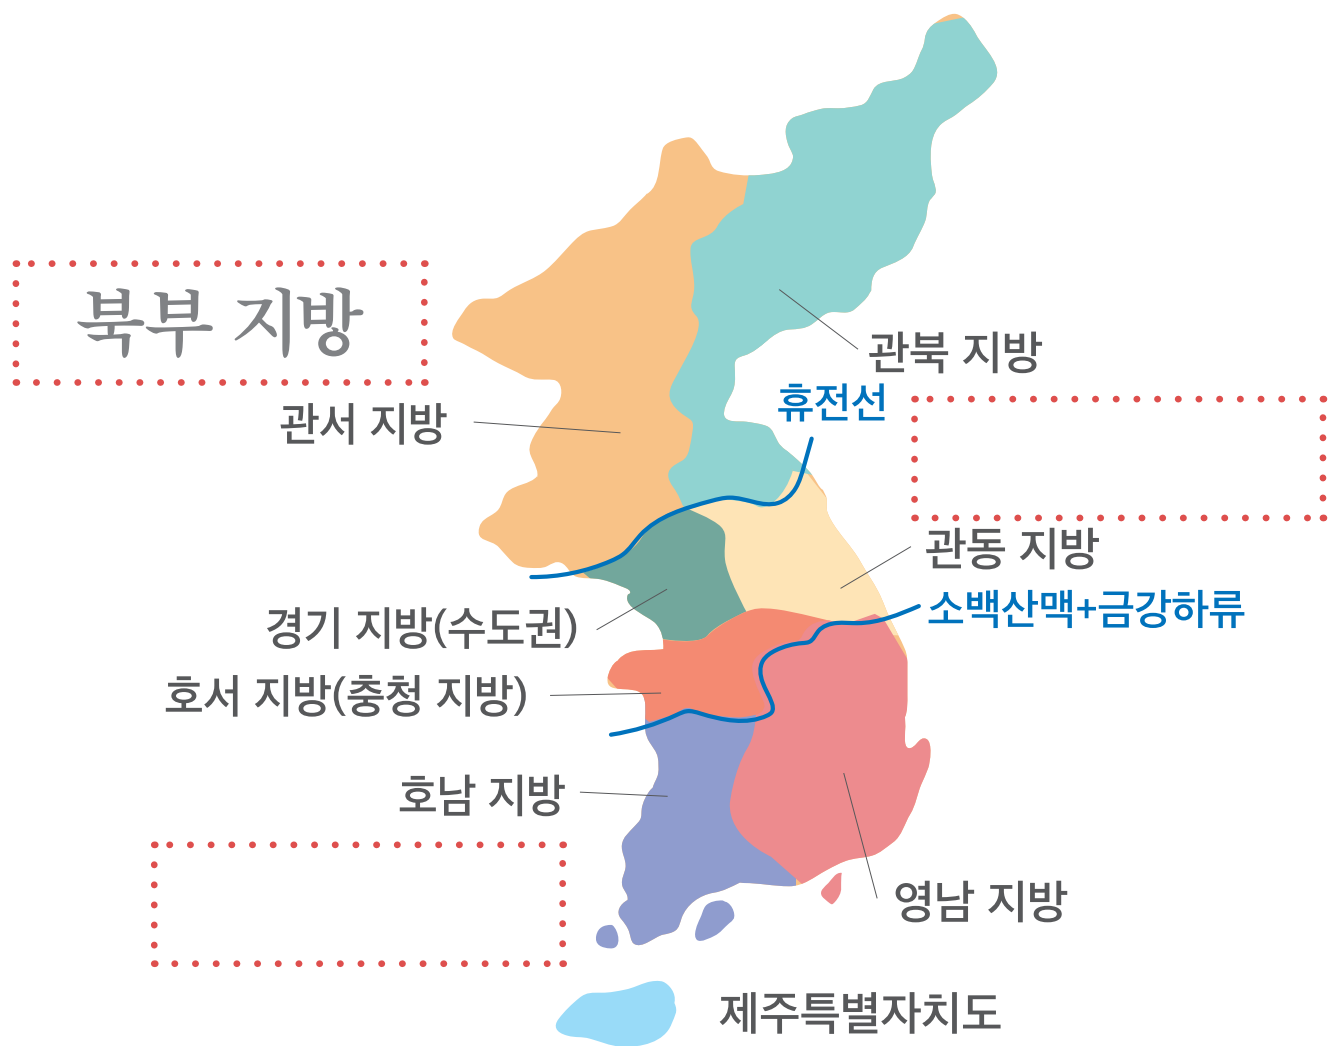 북부 지방
관북 지방
휴전선
관서 지방
관동 지방
소백산맥+금강하류
경기 지방(수도권)
호서 지방(충청 지방)
호남 지방
영남 지방
제주특별자치도